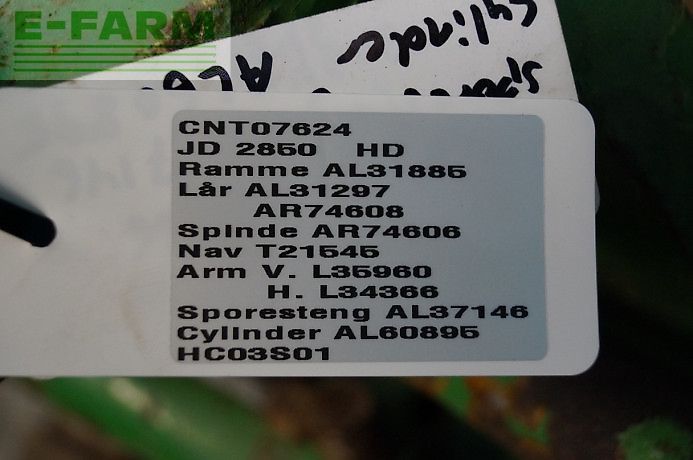 E-FARM
Cylinder
CNT07624
JD 2850 HD
Ramme AL31885
Lår AL31297
AR74608
Spinde AR74606
Nav T21545
Arm V. L35960
H. L34366
Sporesteng AL37146
Cylinder AL60895
HC03S01